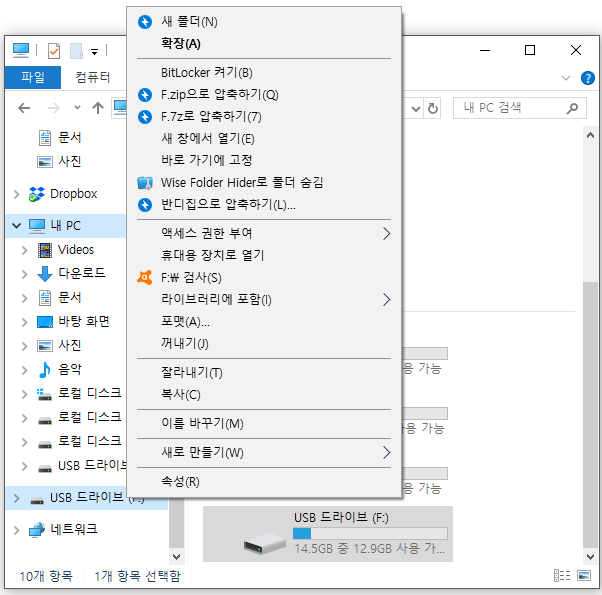 새 폴더(N)
확장(A)
BitLocker 켜기(B)
F.zip으로 압축하기(Q)
F.7z로 압축하기(7)
새 창에서 열기(E)
바로 가기에 고정
Wise Folder Hider로 폴더 숨김
반디집으로 압축하기(L)...
액세스 권한 부여
휴대용 장치로 열기
F:₩ 검사(S)
라이브러리에 포함(I)
포맷(A)...
꺼내기(J)
잘라내기(T)
복사(C)
이름 바꾸기(M)
새로 만들기(W)
속성(R)
파일
컴퓨터
내 PC 검색
문서
사진
Dropbox
내 PC
Videos
다운로드
문서
바탕 화면
사진
음악
로컬 디스크
로컬 디스크
로컬 디스크
USB 드라이브
USB 드라이브 (F:)
네트워크
용 가능
용 가능
용 가능
USB 드라이브 (F:)
14.5GB 중 12.9GB 사용 가...
10개 항목
1개 항목 선택함